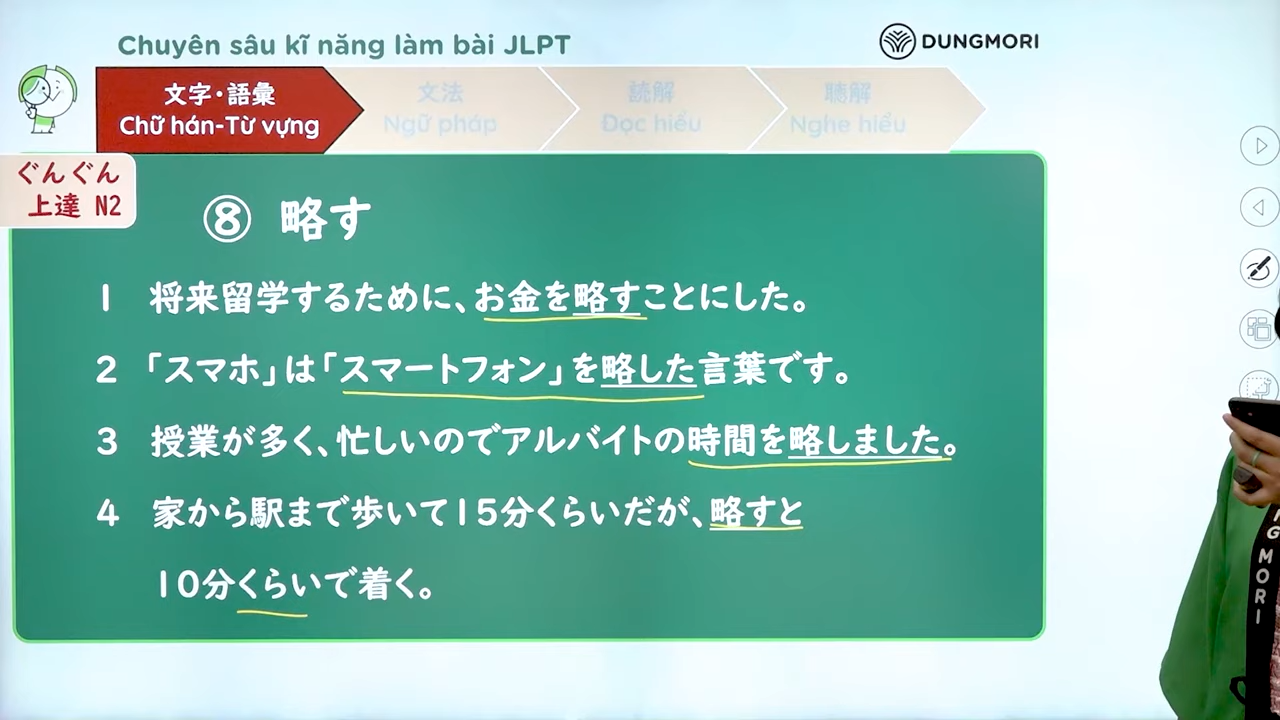 Chuyên sâu kĩ năng làm bài JLPT
DUNGMORI
文字・語彙
Chữ hán-Từ vựng
文法
Ngữ pháp
読解
Đọc hiểu
聴解
Nghe hiểu
ぐんぐん
上達 N2
⑧ 略す
1 将来留学するために、お金を略すことにした。
2 「スマホ」は「スマートフォン」を略した言葉です。
3 授業が多く、忙しいのでアルバイトの時間を略しました。
4 家から駅まで歩いて15分くらいだが、略すと
10分くらいで着く。
G MORI